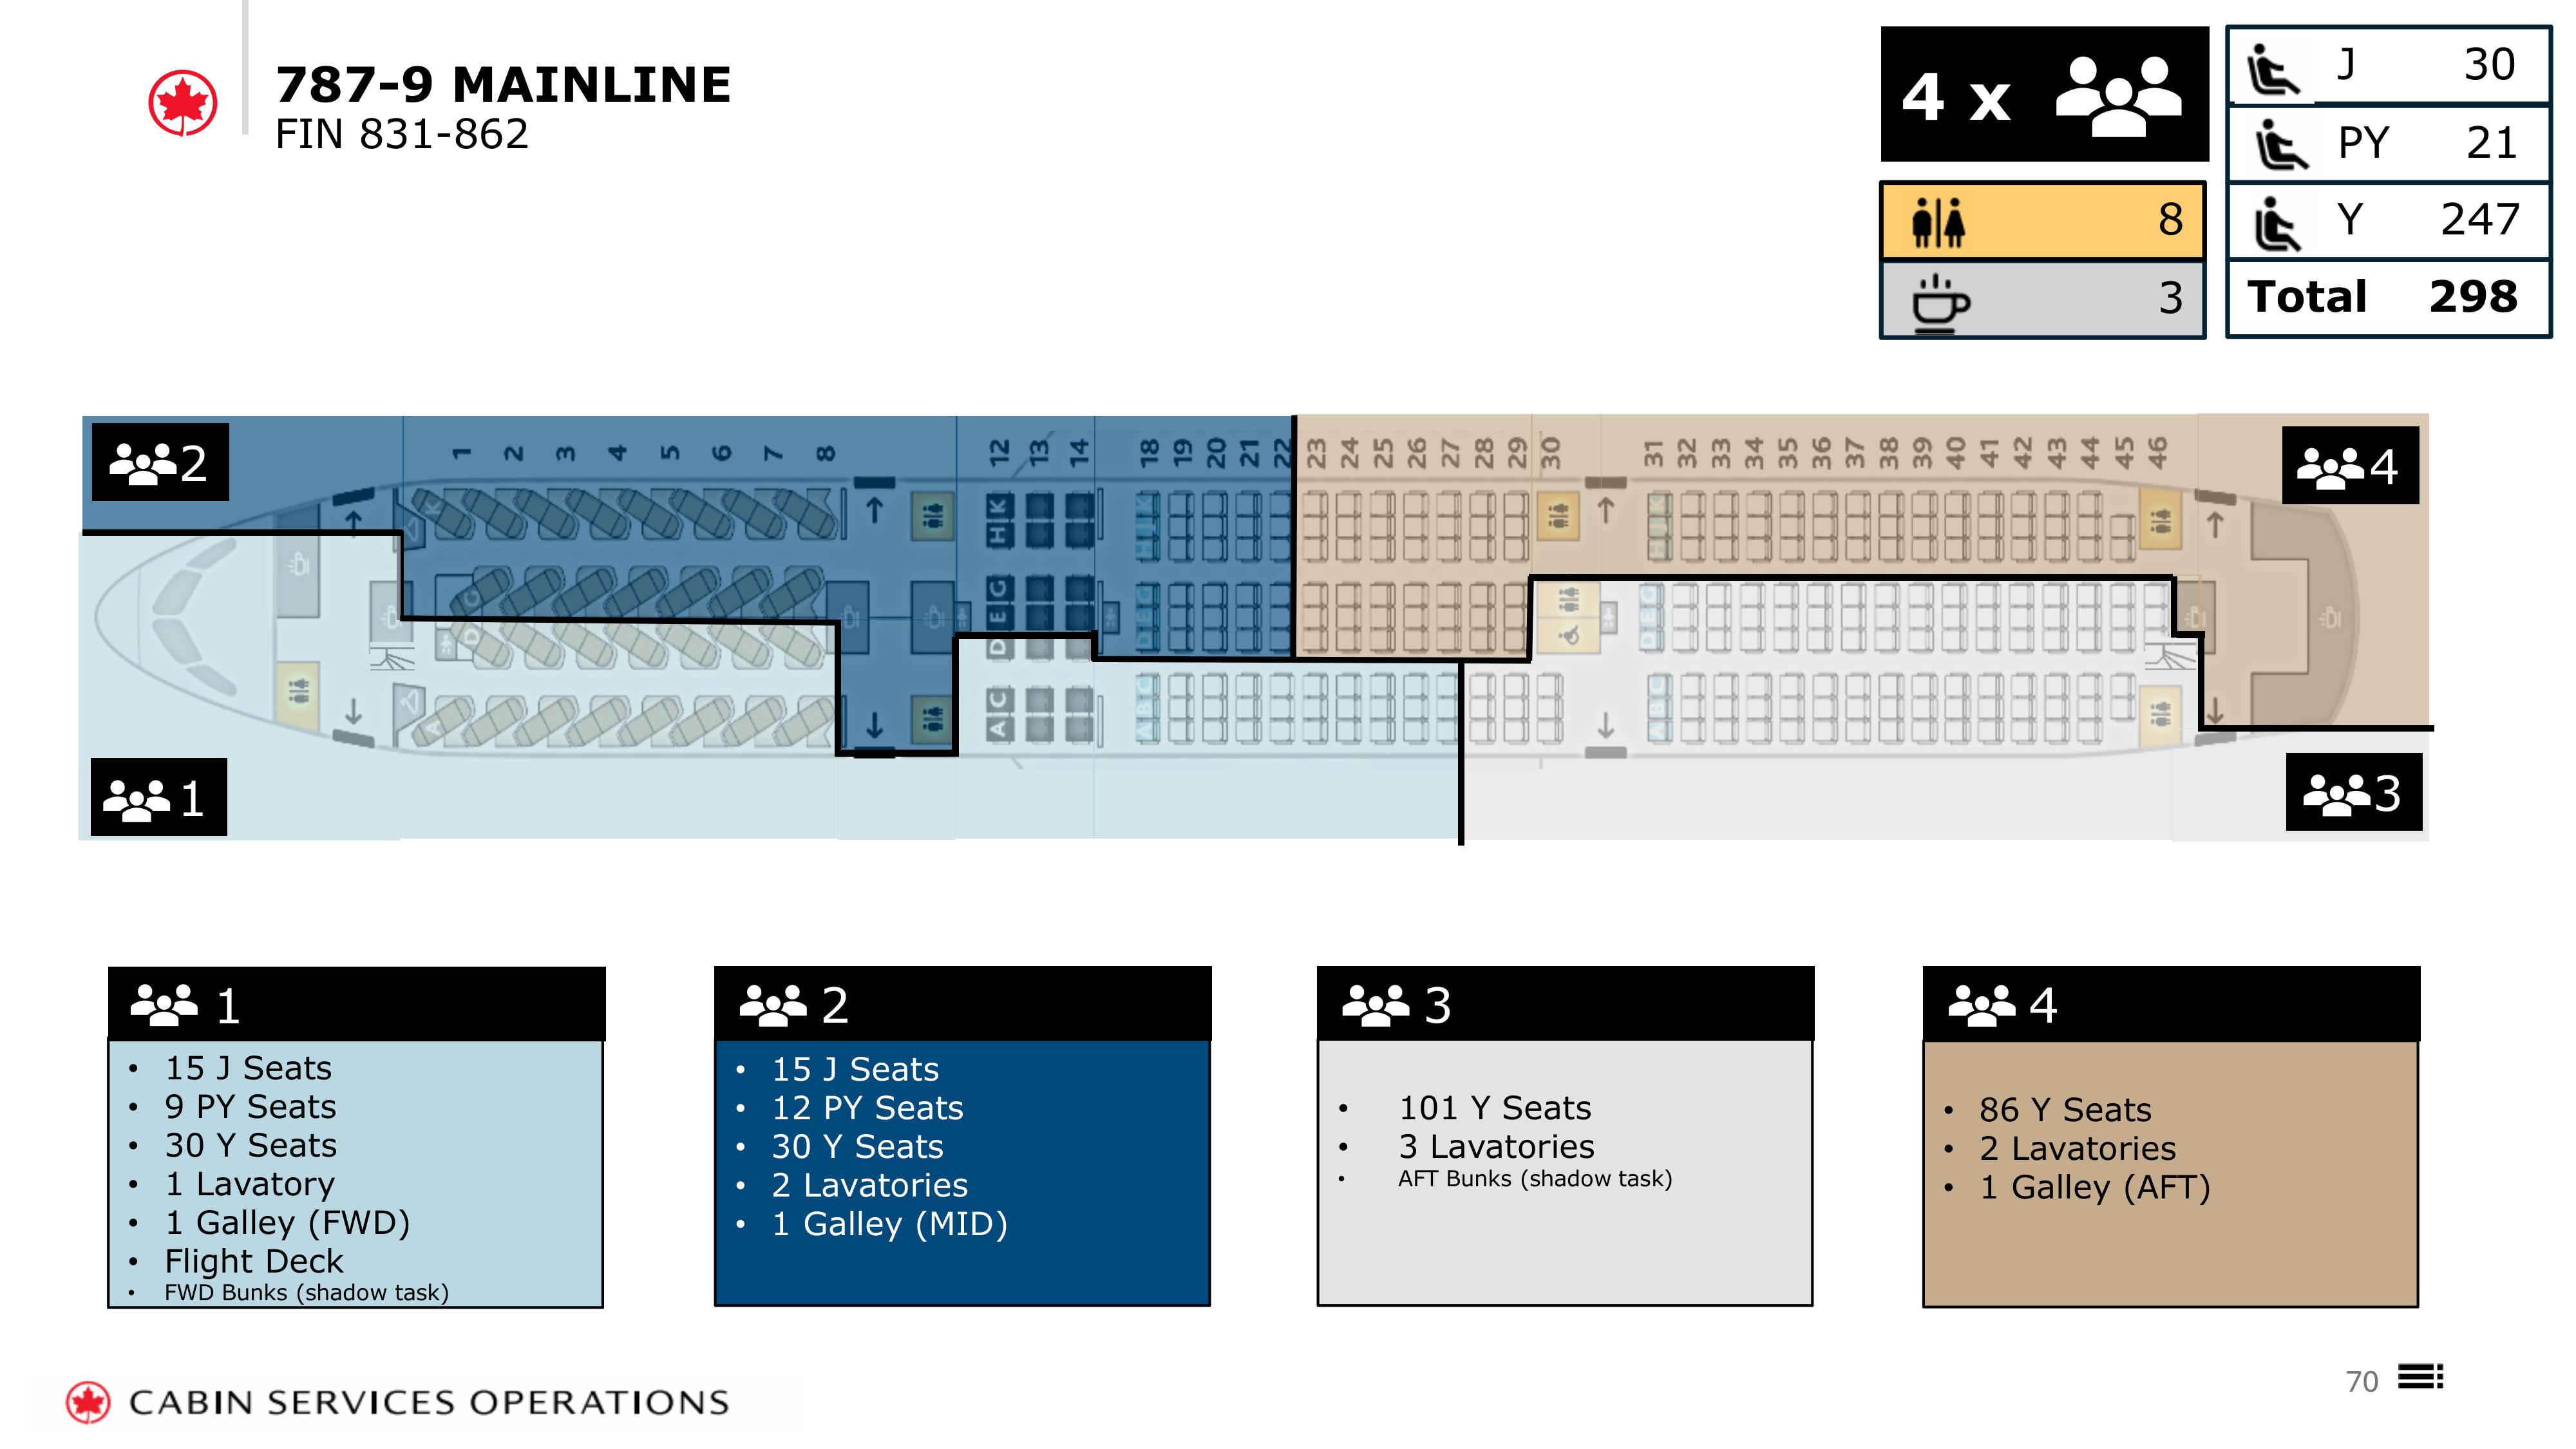 787-9 MAINLINE
FIN 831-862
4 x
8
3
J 30
PY 21
Y 247
Total 298
2
1 2 3 4 5 6 7 8 12 13 14 18 19 20 21 22 23 24 25 26 27 28 29 30 31 32 33 34 35 36 37 38 39 40 41 42 43 44 45 46
4
K
H K
H J K
H J K
G
D
E G
D
D E G
D E G
A
A C
A B C
A B C
1
3
1
• 15 J Seats
• 9 PY Seats
• 30 Y Seats
• 1 Lavatory
• 1 Galley (FWD)
• Flight Deck
• FWD Bunks (shadow task)
2
• 15 J Seats
• 12 PY Seats
• 30 Y Seats
• 2 Lavatories
• 1 Galley (MID)
3
• 101 Y Seats
• 3 Lavatories
• AFT Bunks (shadow task)
4
• 86 Y Seats
• 2 Lavatories
• 1 Galley (AFT)
CABIN SERVICES OPERATIONS
70